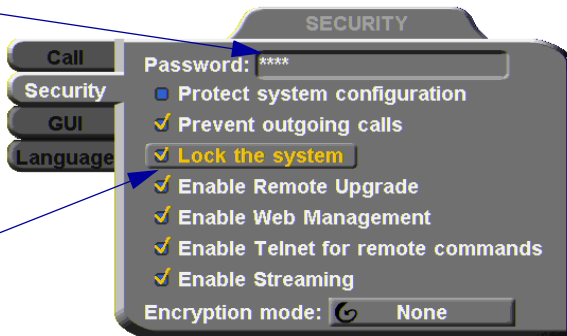 SECURITY
Call
Security
GUI
Language
Password: ****
Protect system configuration
Prevent outgoing calls
Lock the system
Enable Remote Upgrade
Enable Web Management
Enable Telnet for remote commands
Enable Streaming
Encryption mode: None